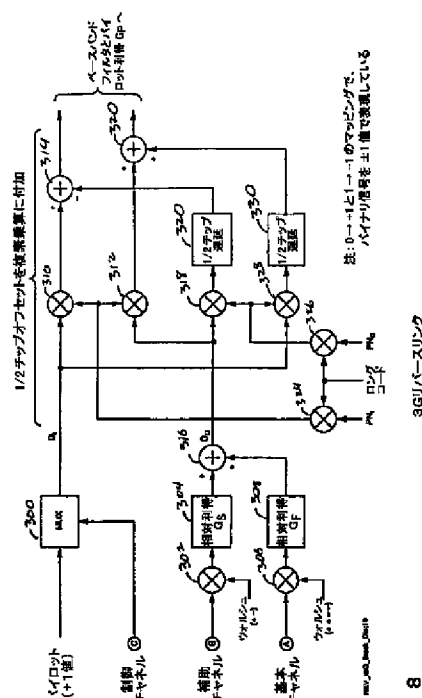 1/2チップオフセットを複素乗算に付加
ベースバンド
フィルタとパイ
ロット利得 Gpへ
パイロット
(+1値)
制御
チャネル
C
300
MUX
310
314
312
320
補助
チャネル
B
302
304
相対利得
GS
ウォルシュ
(+-)
316
318
320
1/2チップ
遅延
328
330
1/2チップ
遅延
基本
チャネル
A
306
308
相対利得
GF
ウォルシュ
324
326
PNI
ロング
コード
注:0→+1と1→-1のマッピングで、
バイナリ信号を±1値で表現している
3Gリバースリンク
8